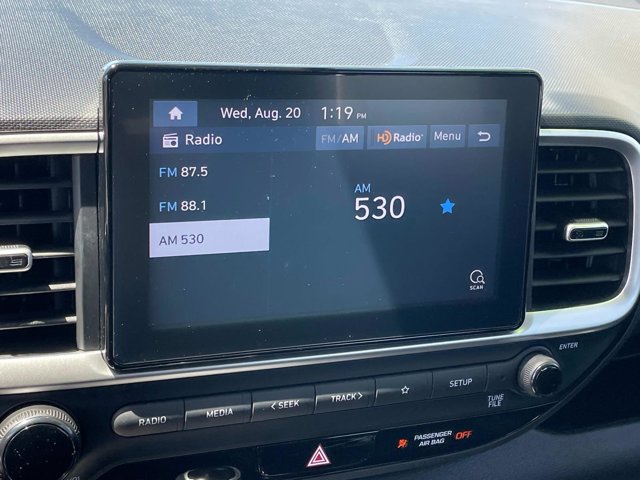 Wed, Aug. 20 1:19 PM
Radio FM/AM HD Radio Menu
FM 87.5
FM 88.1
AM 530
AM
530
SCAN
ENTER
RADIO MEDIA < SEEK TRACK > SETUP
TUNE
FILE
PASSENGER
AIR BAG OFF